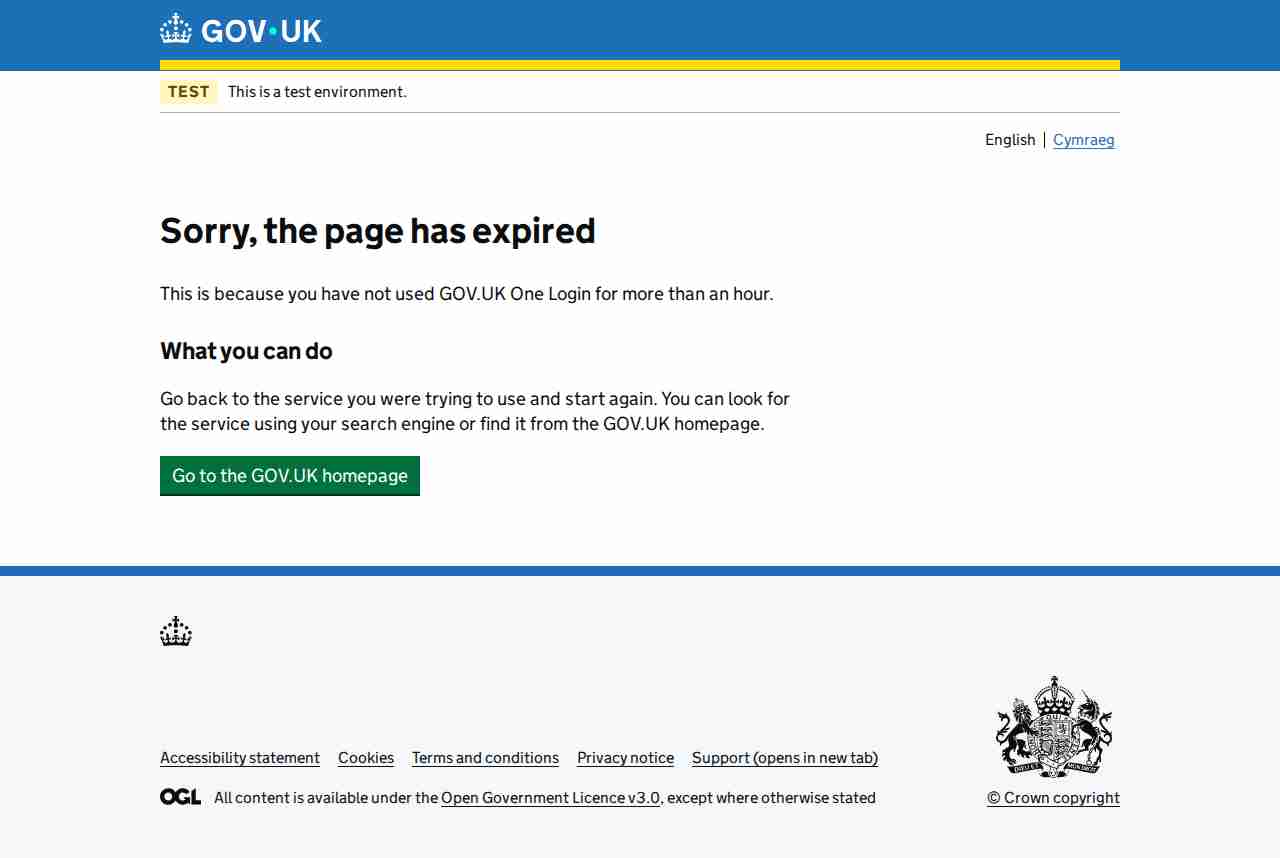 GOV·UK
TEST This is a test environment.
English | Cymraeg
Sorry, the page has expired
This is because you have not used GOV.UK One Login for more than an hour.
What you can do
Go back to the service you were trying to use and start again. You can look for
the service using your search engine or find it from the GOV.UK homepage.
Go to the GOV.UK homepage
Accessibility statement Cookies Terms and conditions Privacy notice Support (opens in new tab)
OGL All content is available under the Open Government Licence v3.0, except where otherwise stated
© Crown copyright